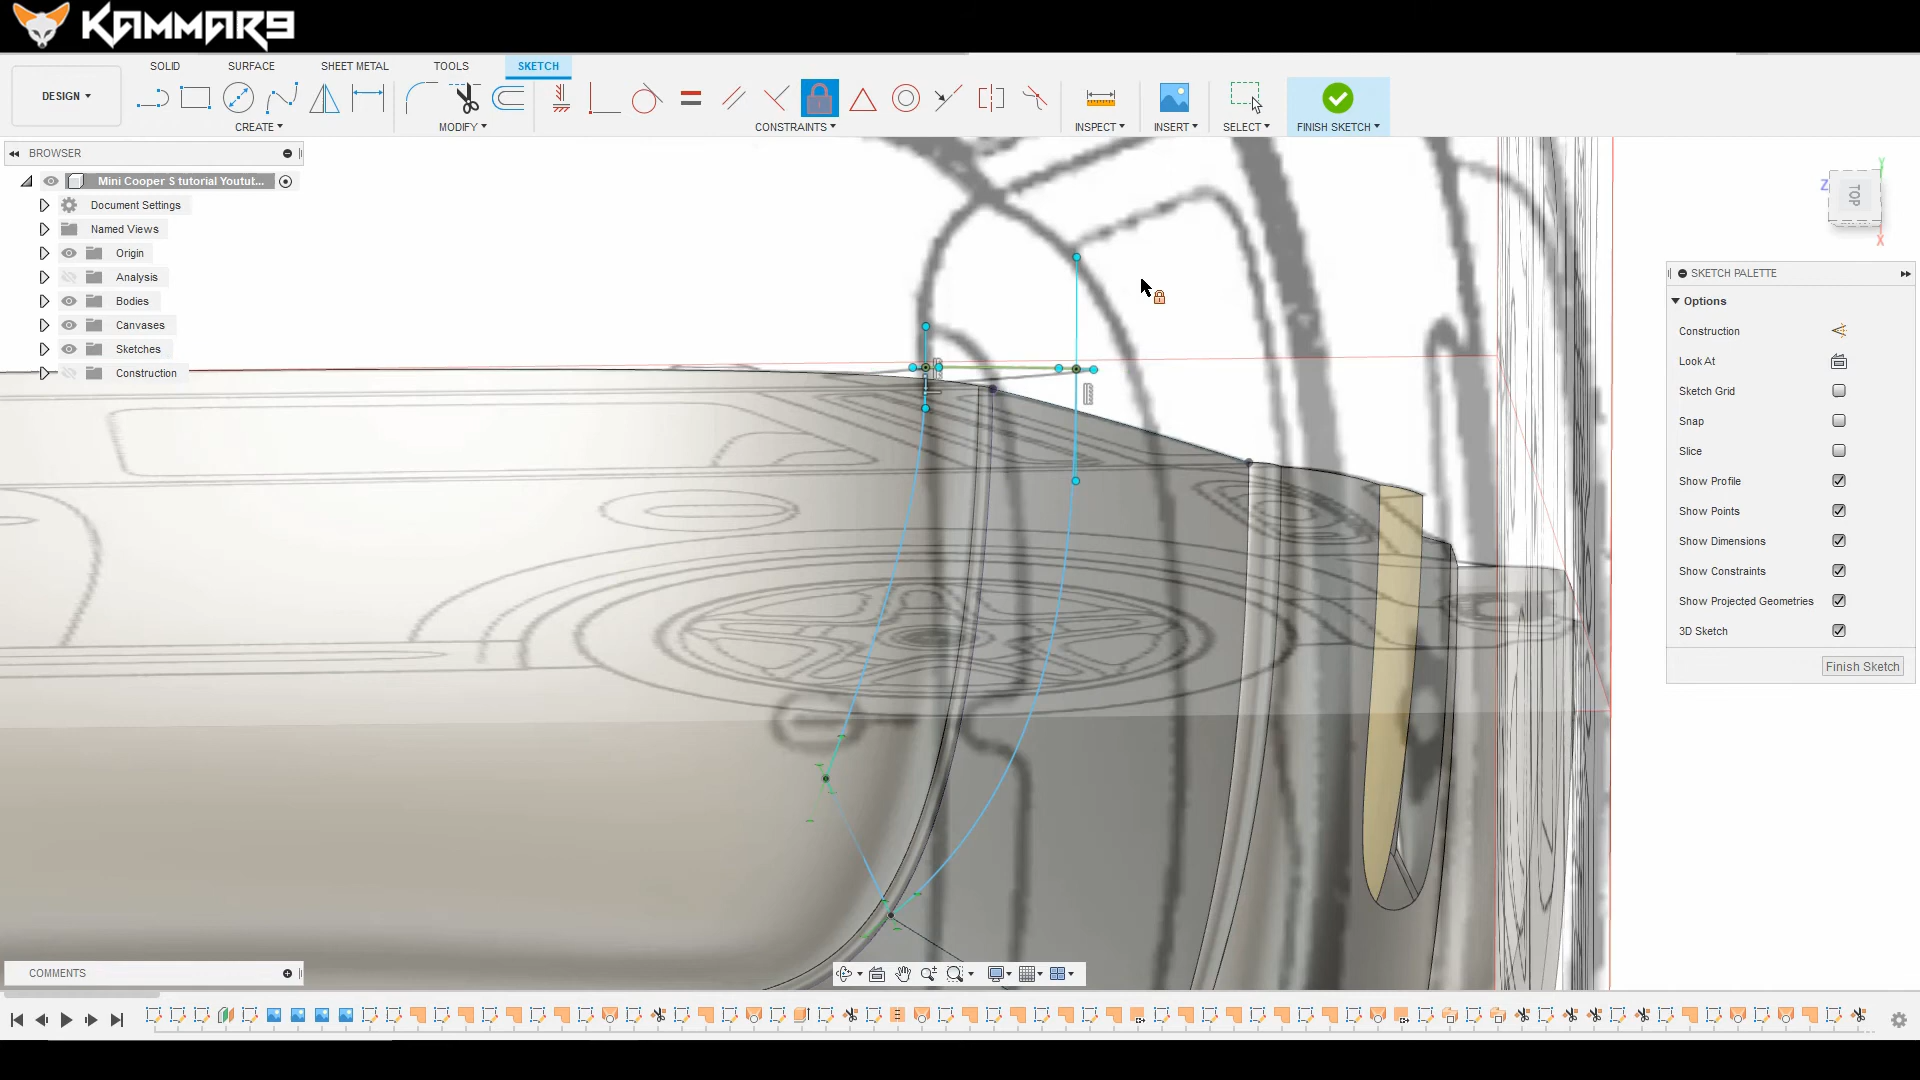 KAMMAR9
SOLID SURFACE SHEET METAL TOOLS SKETCH
DESIGN
CREATE MODIFY CONSTRAINTS INSPECT INSERT SELECT FINISH SKETCH
BROWSER
Mini Cooper S tutorial Youtut...
Document Settings
Named Views
Origin
Analysis
Bodies
Canvases
Sketches
Construction
Z
Y
TOP
X
SKETCH PALETTE
Options
Construction
Look At
Sketch Grid
Snap
Slice
Show Profile
Show Points
Show Dimensions
Show Constraints
Show Projected Geometries
3D Sketch
Finish Sketch
COMMENTS